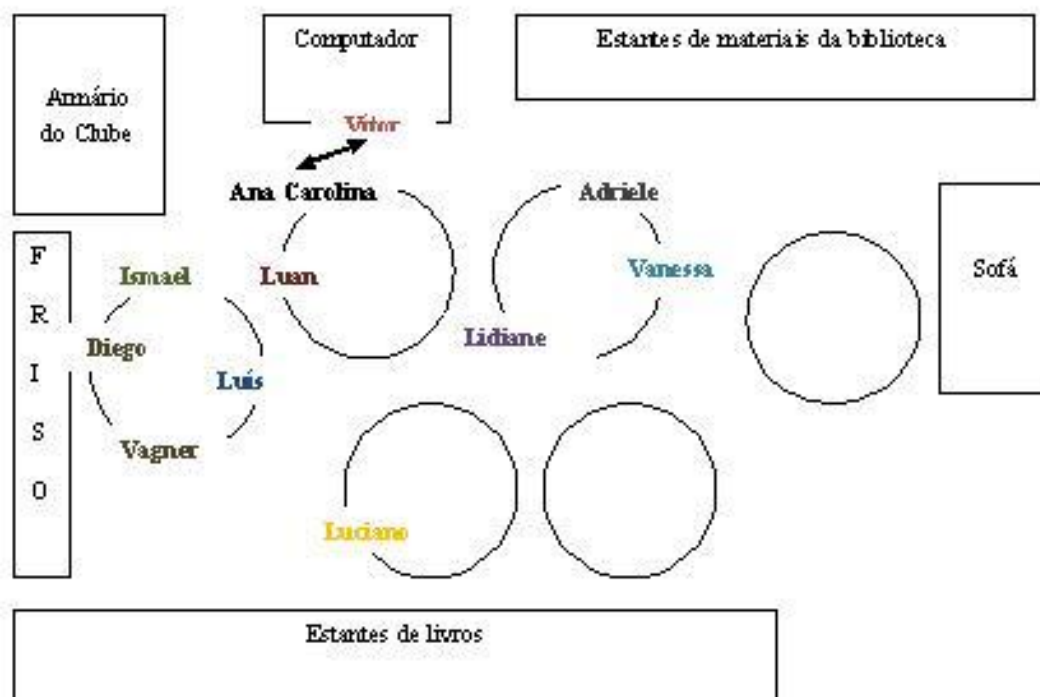 Armário
do Clube
Computador
Estantes de materiais da biblioteca
Vítor
Ana Carolina
Adriele
F
R
I
S
O
Ismael
Luan
Vanessa
Sofá
Diego
Lidiane
Luís
Vagner
Luciano
Estantes de livros